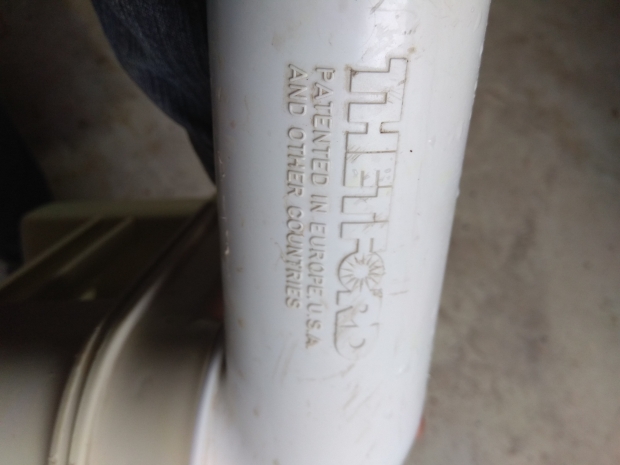 THETFORD
PATENTED IN EUROPE, U.S.A.
AND OTHER COUNTRIES